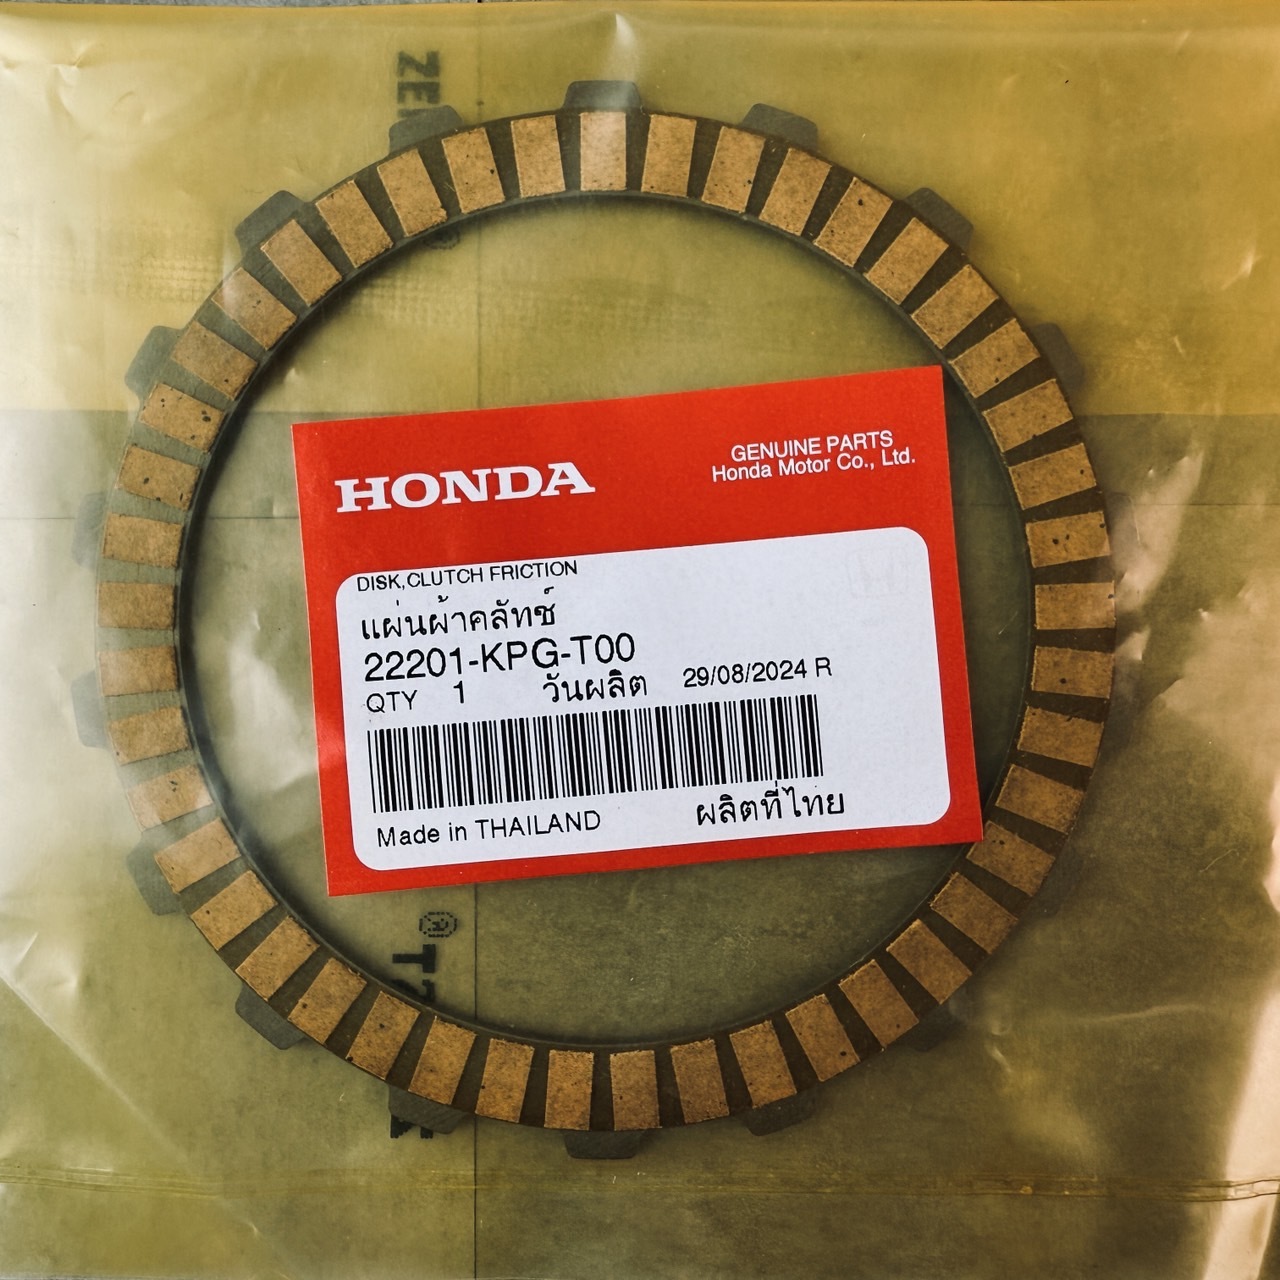 HONDA
GENUINE PARTS
Honda Motor Co., Ltd.
DISK,CLUTCH FRICTION
แผ่นผ้าคลัทช์
22201-KPG-T00
QTY 1 วันผลิต 29/08/2024 R
Made in THAILAND ผลิตที่ไทย